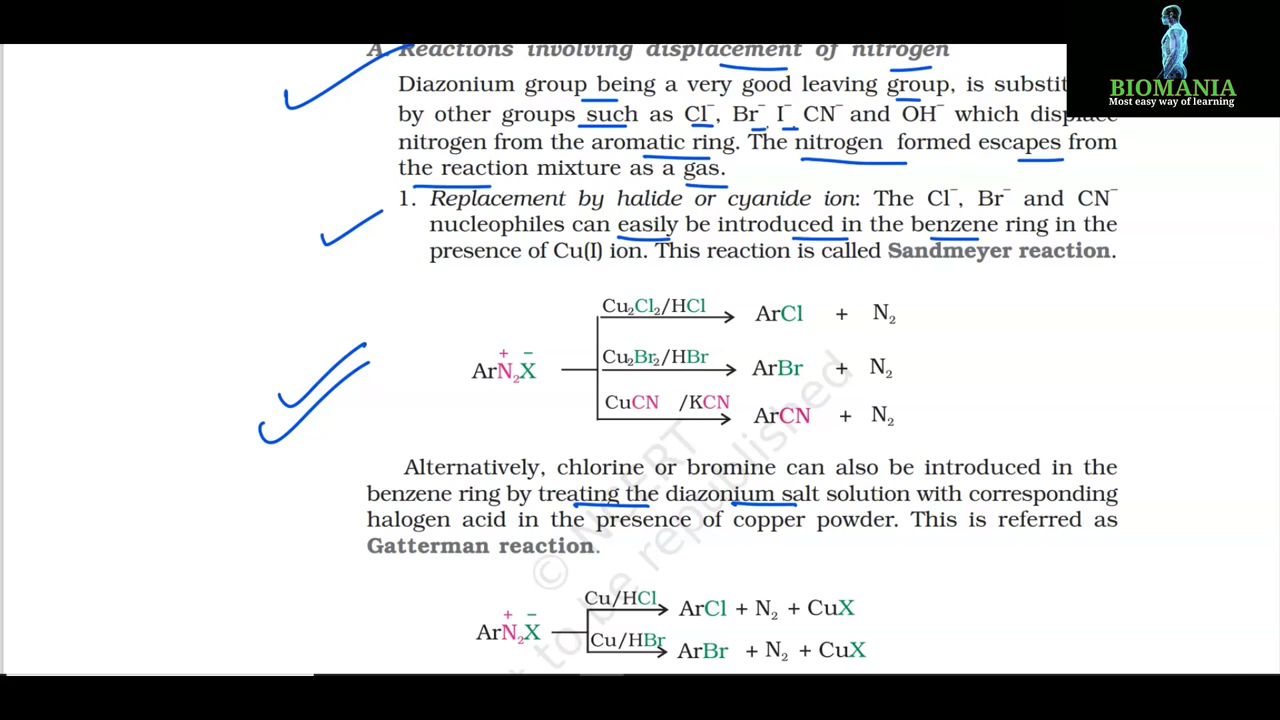 A. Reactions involving displacement of nitrogen
Diazonium group being a very good leaving group, is substit
by other groups such as Cl⁻, Br⁻, I⁻, CN⁻ and OH⁻ which displace
nitrogen from the aromatic ring. The nitrogen formed escapes from
the reaction mixture as a gas.
1. Replacement by halide or cyanide ion: The Cl⁻, Br⁻ and CN⁻
nucleophiles can easily be introduced in the benzene ring in the
presence of Cu(I) ion. This reaction is called Sandmeyer reaction.
Cu₂Cl₂/HCl ArCl + N₂
ArN₂⁺X⁻ Cu₂Br₂/HBr ArBr + N₂
CuCN /KCN ArCN + N₂
Alternatively, chlorine or bromine can also be introduced in the
benzene ring by treating the diazonium salt solution with corresponding
halogen acid in the presence of copper powder. This is referred as
Gatterman reaction.
Cu/HCl ArCl + N₂ + CuX
ArN₂⁺X⁻ Cu/HBr ArBr + N₂ + CuX
BIOMANIA
Most easy way of learning
© NCERT
to be republished